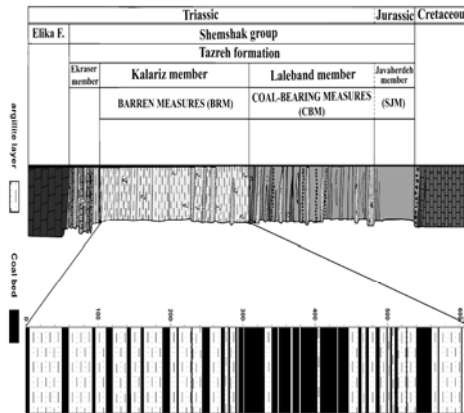 Triassic
Jurassic
Cretaceous
Elika F.
Shemshak group
Tazreh formation
Ekraser
member
Kalariz member
Laleband member
Javaherdeh
member
BARREN MEASURES (BRM)
COAL-BEARING MEASURES
(CBM)
(SJM)
argillite layer
Coal bed
0
100
200
300
400
500
600